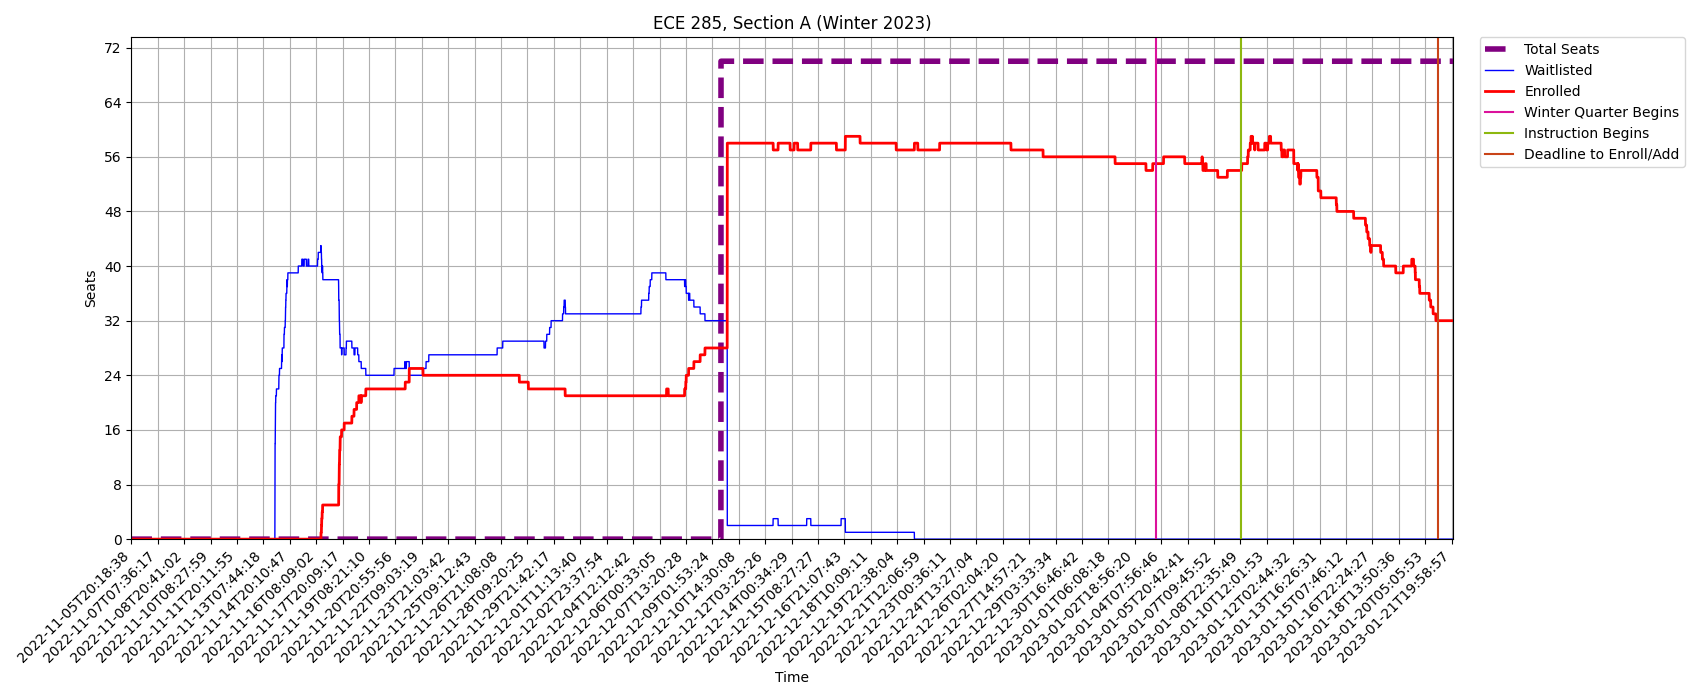 ECE 285, Section A (Winter 2023)
Total Seats
Waitlisted
Enrolled
Winter Quarter Begins
Instruction Begins
Deadline to Enroll/Add
Seats
72
64
56
48
40
32
24
16
8
0
2022-11-05T20:18:38
2022-11-07T07:36:17
2022-11-08T20:41:02
2022-11-10T08:27:59
2022-11-11T20:11:55
2022-11-13T07:44:18
2022-11-14T20:10:47
2022-11-16T08:09:02
2022-11-17T20:09:17
2022-11-19T08:21:10
2022-11-20T20:55:56
2022-11-22T09:03:19
2022-11-23T21:03:42
2022-11-25T09:12:43
2022-11-26T21:08:08
2022-11-28T09:20:25
2022-11-29T21:42:17
2022-12-01T11:13:40
2022-12-02T23:37:54
2022-12-04T12:12:42
2022-12-06T00:33:05
2022-12-07T13:20:28
2022-12-09T01:53:24
2022-12-10T14:30:08
2022-12-12T03:25:26
2022-12-14T00:34:29
2022-12-15T08:27:27
2022-12-16T21:07:43
2022-12-18T10:09:11
2022-12-19T22:38:04
2022-12-21T12:06:59
2022-12-23T00:36:11
2022-12-24T13:27:04
2022-12-26T02:04:20
2022-12-27T14:57:21
2022-12-29T03:33:34
2022-12-30T16:46:42
2023-01-01T06:08:18
2023-01-02T18:56:20
2023-01-04T07:56:46
2023-01-05T20:42:41
2023-01-07T09:45:52
2023-01-08T22:35:49
2023-01-10T12:01:53
2023-01-12T02:44:32
2023-01-13T16:26:31
2023-01-15T07:46:12
2023-01-16T22:24:27
2023-01-18T13:50:36
2023-01-20T05:05:53
2023-01-21T19:58:57
Time